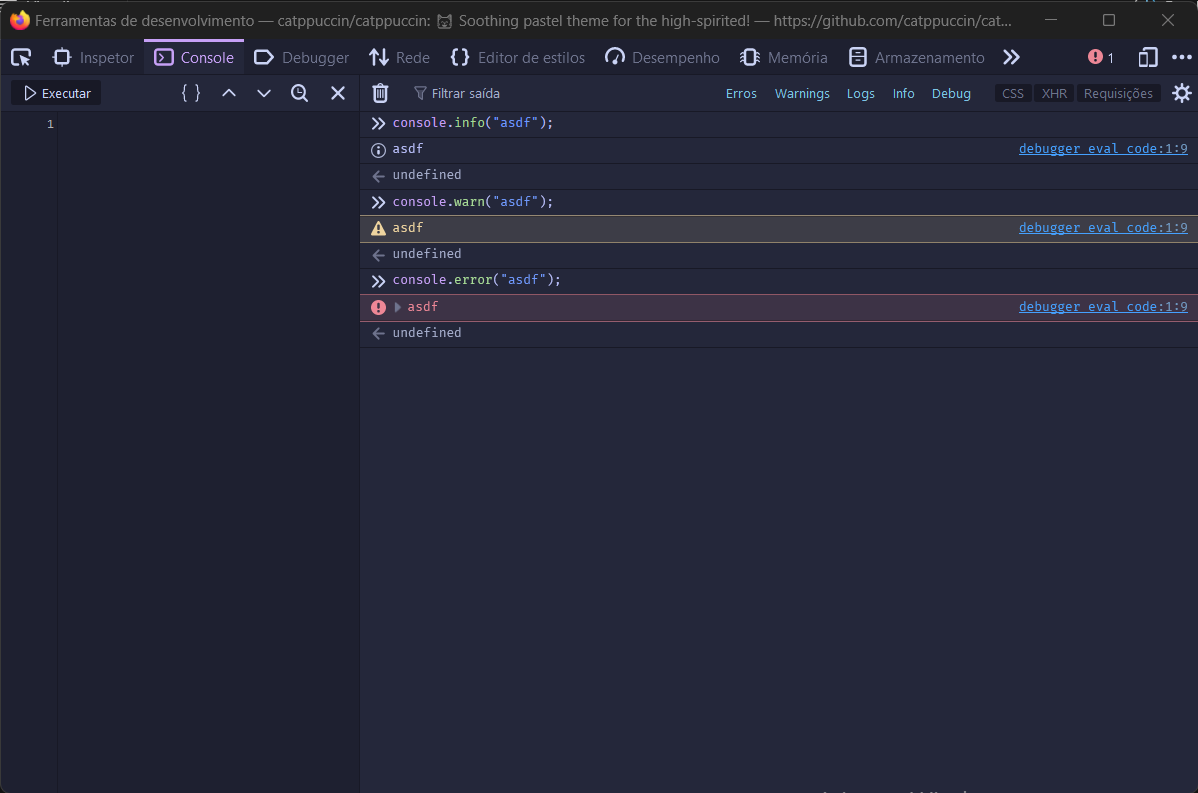 Ferramentas de desenvolvimento — catppuccin/catppuccin: 😸 Soothing pastel theme for the high-spirited! — https://github.com/catppuccin/cat...
Inspetor Console Debugger Rede Editor de estilos Desempenho Memória Armazenamento 1
Executar Filtrar saída Erros Warnings Logs Info Debug CSS XHR Requisições
1
console.info("asdf");
asdf debugger eval code:1:9
undefined
console.warn("asdf");
asdf debugger eval code:1:9
undefined
console.error("asdf");
asdf debugger eval code:1:9
undefined